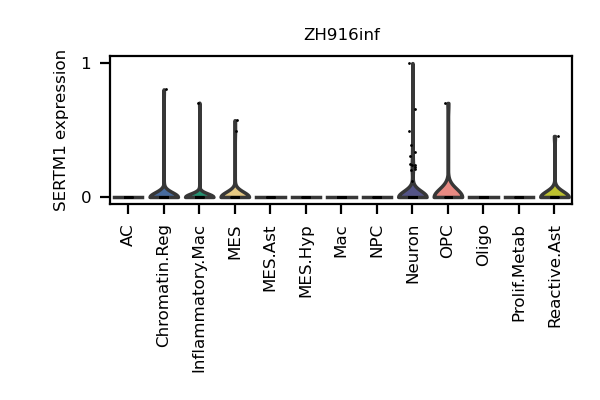 ZH916inf
SERTM1 expression
1
0
AC
Chromatin.Reg
Inflammatory.Mac
MES
MES.Ast
MES.Hyp
Mac
NPC
Neuron
OPC
Oligo
Prolif.Metab
Reactive.Ast